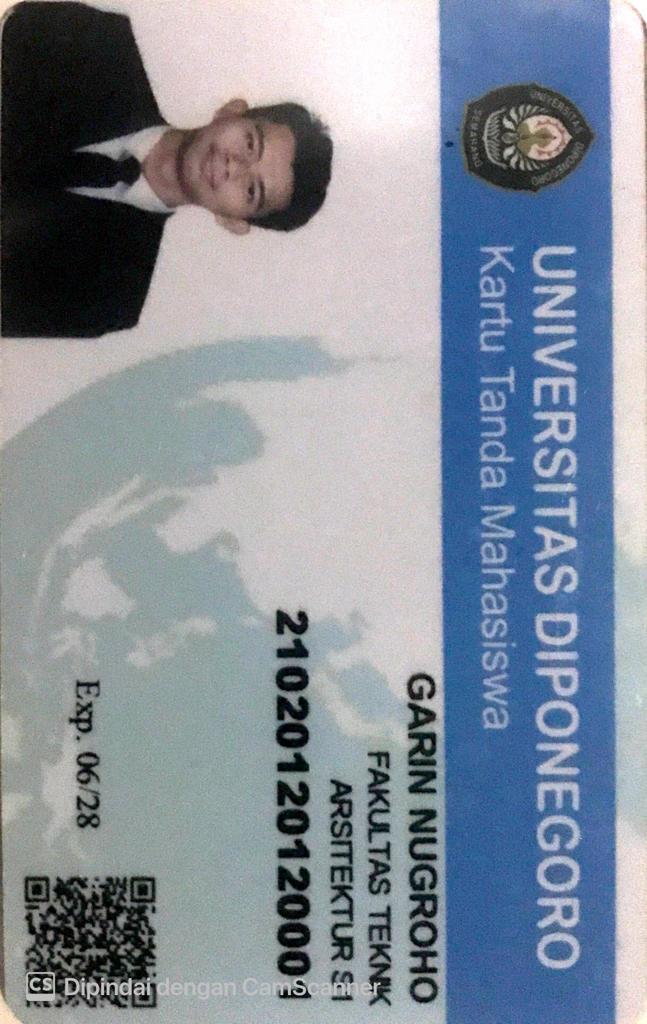 UNIVERSITAS DIPONEGORO
SEMARANG
UNIVERSITAS DIPONEGORO
Kartu Tanda Mahasiswa
GARIN NUGROHO
FAKULTAS TEKNIK
ARSITEKTUR S1
21020120120001
Exp. 06/28
CS Dipindai dengan CamScanner